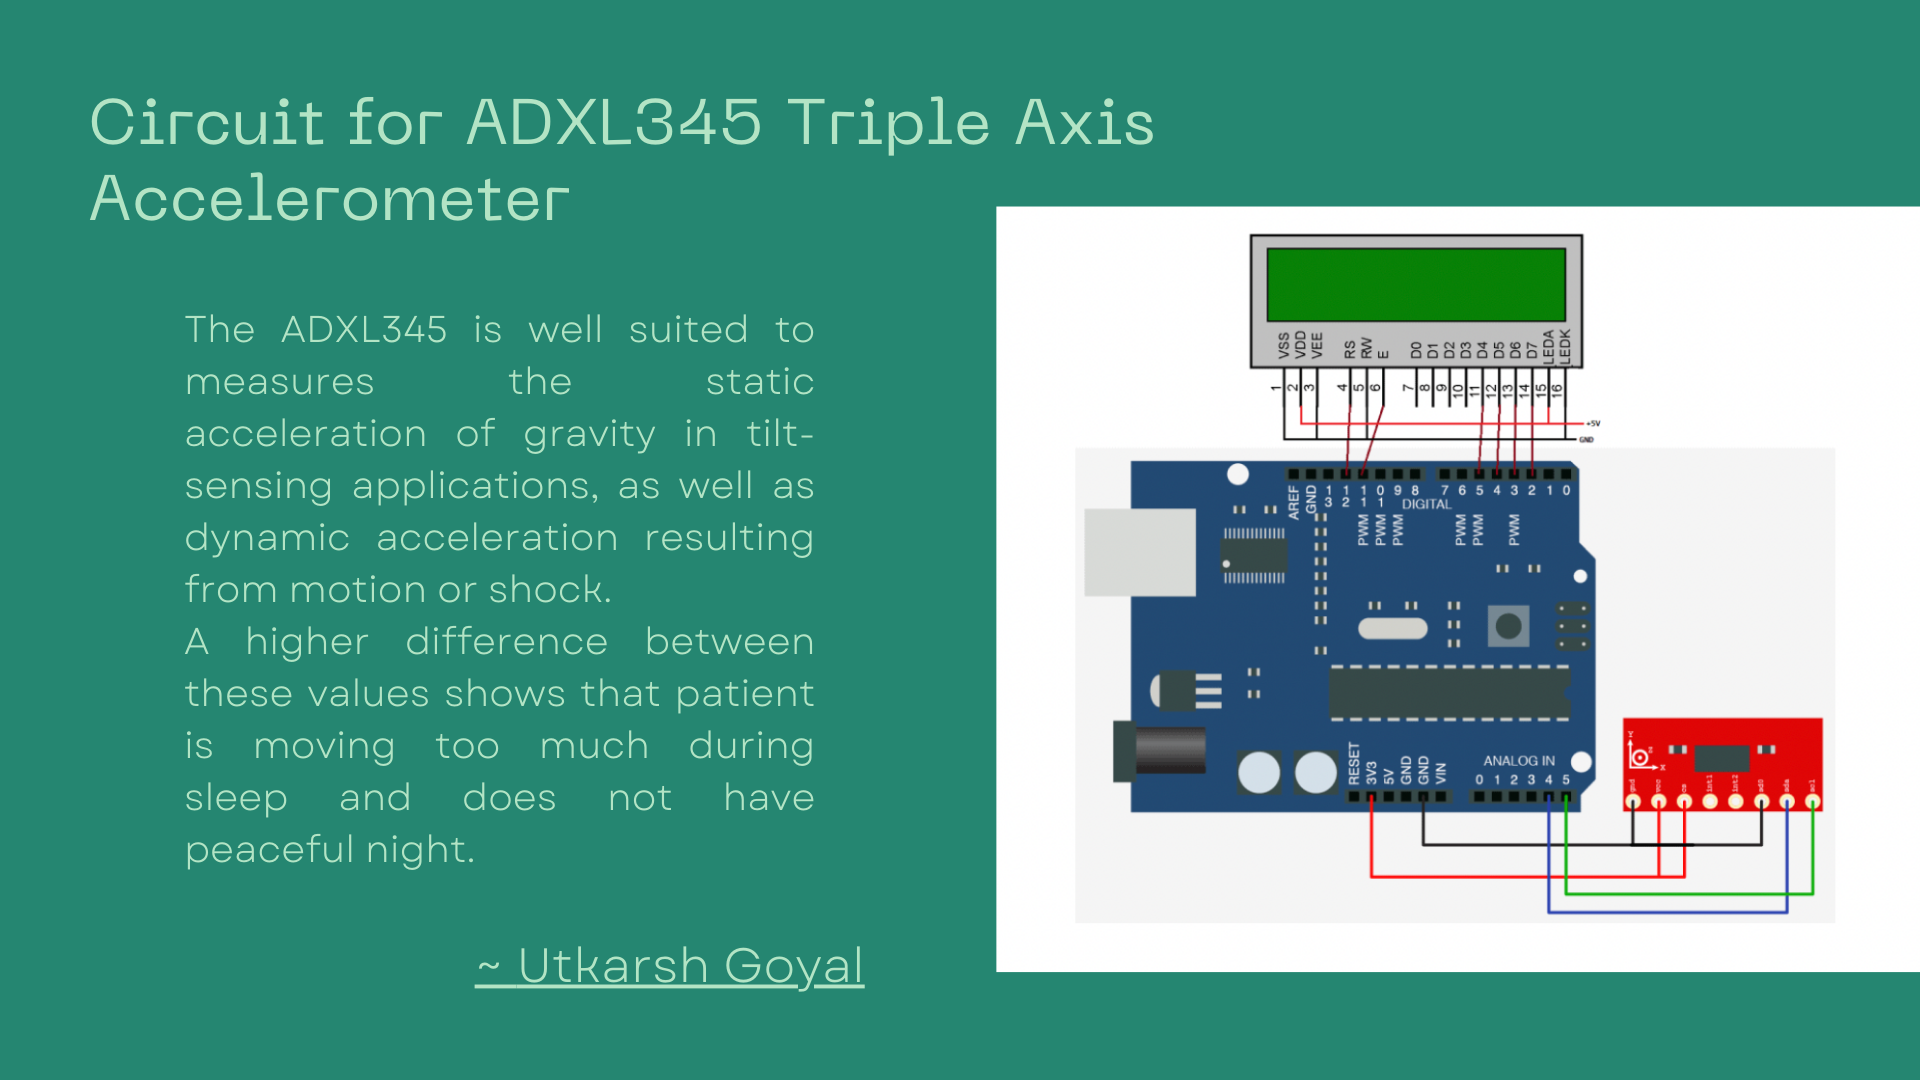 Circuit for ADXL345 Triple Axis
Accelerometer
The ADXL345 is well suited to
measures the static
acceleration of gravity in tilt-
sensing applications, as well as
dynamic acceleration resulting
from motion or shock.
A higher difference between
these values shows that patient
is moving too much during
sleep and does not have
peaceful night.
~ Utkarsh Goyal
VSS VDD VEE RS RW E D0 D1 D2 D3 D4 D5 D6 D7 LEDA LEDK
1 2 3 4 5 6 7 8 9 10 11 12 13 14 15 16
+5V
GND
AREF GND 13 12 11 10 9 8 7 6 5 4 3 2 1 0
DIGITAL
PWM PWM PWM PWM PWM PWM
RESET 3V3 5V GND GND VIN
ANALOG IN
0 1 2 3 4 5
gnd vcc cs int1 int2 sd0 sda scl